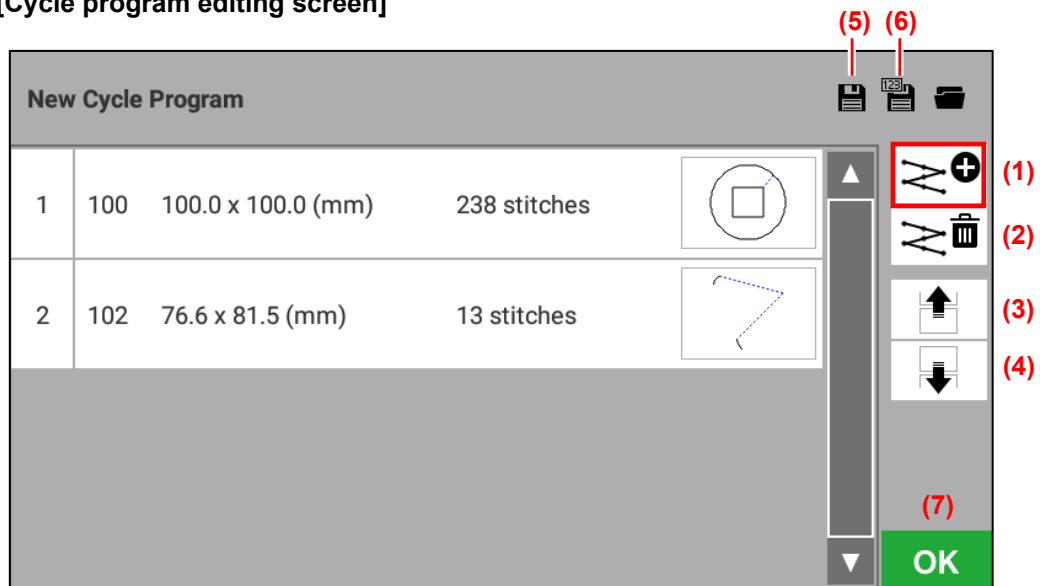 [Cycle program editing screen]
(5) (6)
New Cycle Program
123
1 100 100.0 x 100.0 (mm) 238 stitches
(1)
(2)
2 102 76.6 x 81.5 (mm) 13 stitches
(3)
(4)
(7)
OK